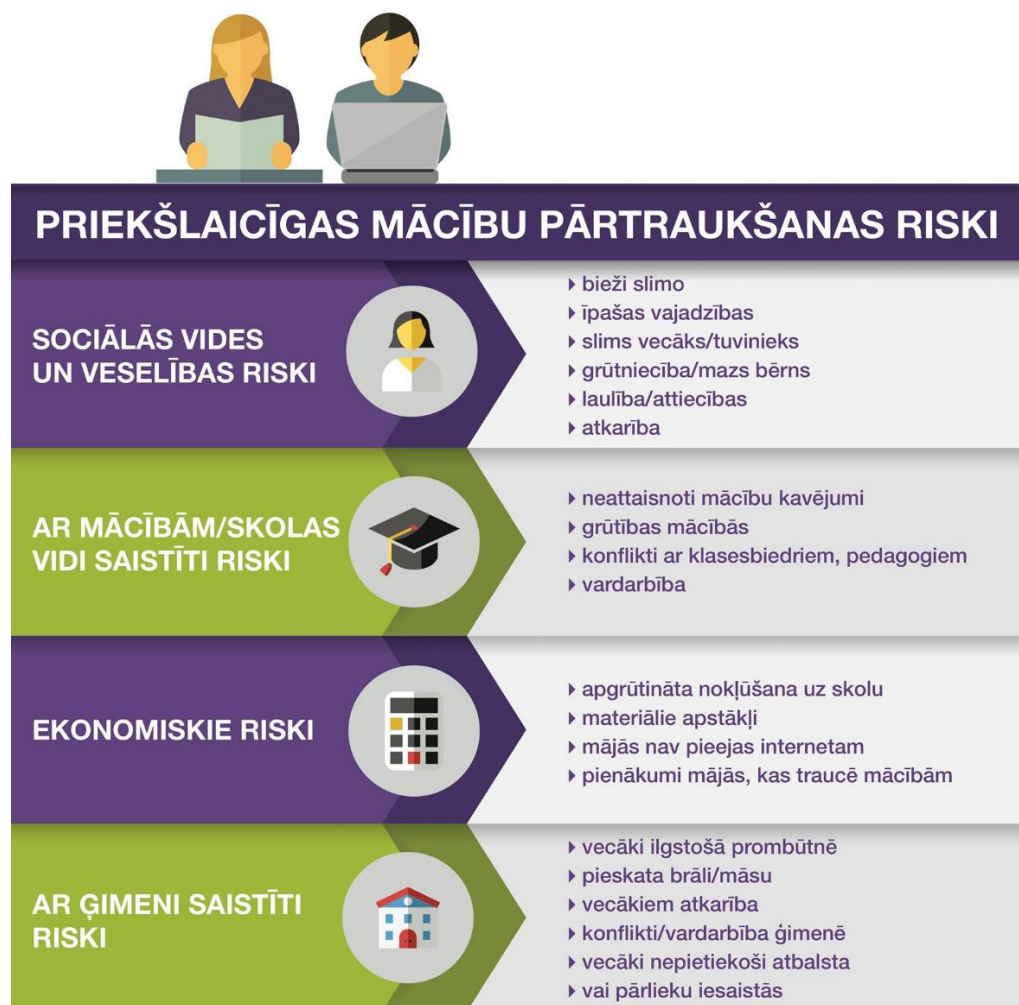 PRIEKŠLAICĪGAS MĀCĪBU PĀRTRAUKŠANAS RISKI
SOCIĀLĀS VIDES
UN VESELĪBAS RISKI
bieži slimo
īpašas vajadzības
slims vecāks/tuvinieks
grūtniecība/mazs bērns
laulība/attiecības
atkarība
AR MĀCĪBĀM/SKOLAS
VIDI SAISTĪTI RISKI
neattaisnoti mācību kavējumi
grūtības mācībās
konflikti ar klasesbiedriem, pedagogiem
vardarbība
EKONOMISKIE RISKI
apgrūtināta nokļūšana uz skolu
materiālie apstākļi
mājās nav pieejas internetam
pienākumi mājās, kas traucē mācībām
AR ĢIMENI SAISTĪTI
RISKI
vecāki ilgstošā prombūtnē
pieskata brāli/māsu
vecākiem atkarība
konflikti/vardarbība ģimenē
vecāki nepietiekoši atbalsta
vai pārlieku iesaistās